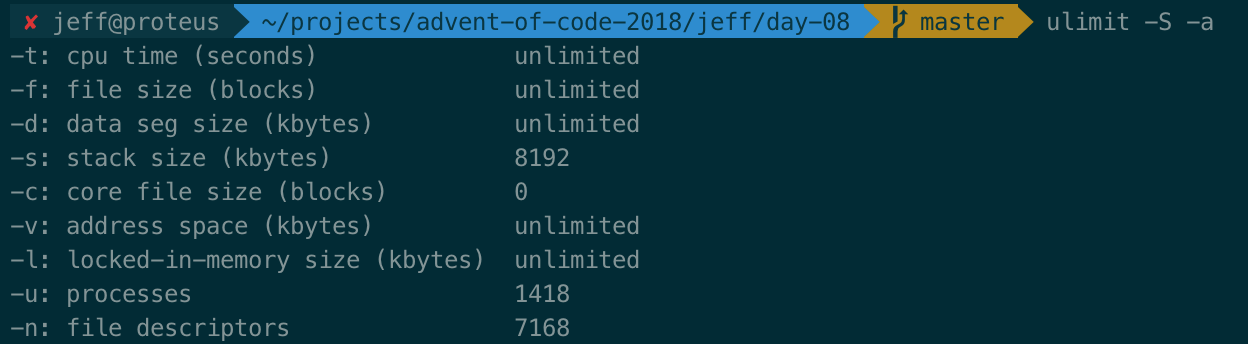 ✘ jeff@proteus ~/projects/advent-of-code-2018/jeff/day-08 master ulimit -S -a
-t: cpu time (seconds) unlimited
-f: file size (blocks) unlimited
-d: data seg size (kbytes) unlimited
-s: stack size (kbytes) 8192
-c: core file size (blocks) 0
-v: address space (kbytes) unlimited
-l: locked-in-memory size (kbytes) unlimited
-u: processes 1418
-n: file descriptors 7168